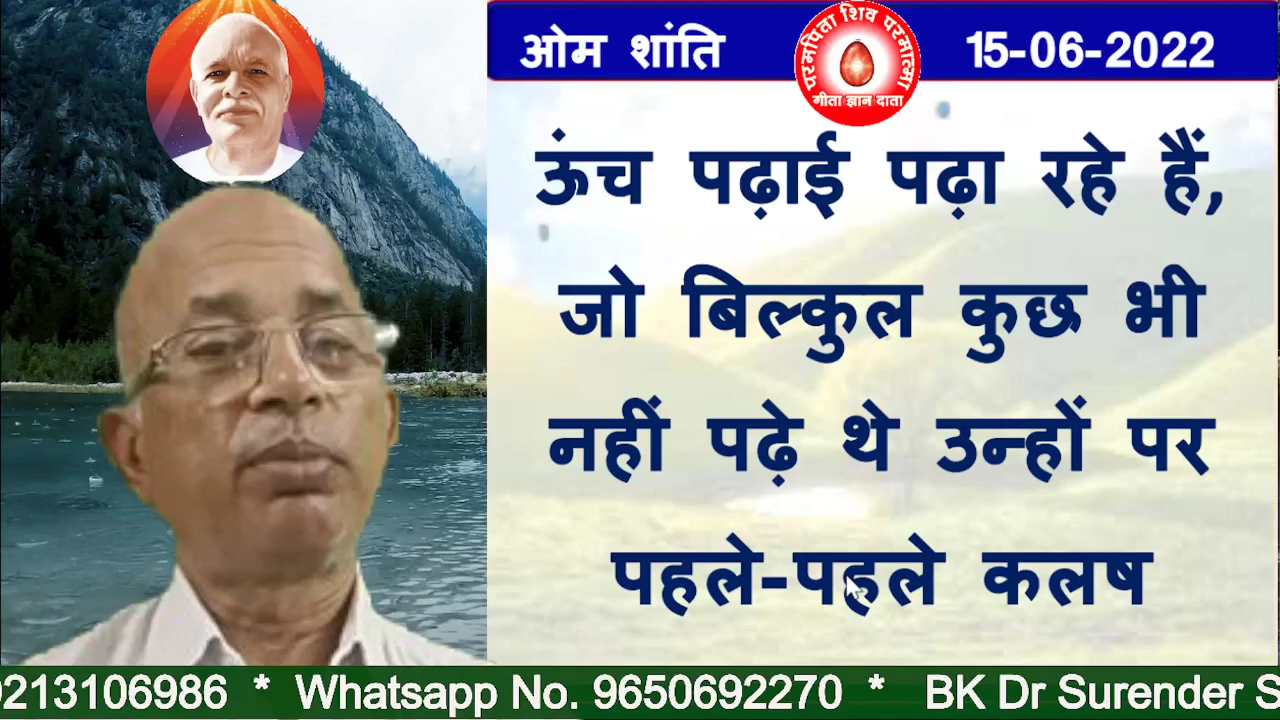 ओम शांति
परमपिता शिव परमात्मा
गीता ज्ञान दाता
15-06-2022
ऊंच पढ़ाई पढ़ा रहे हैं,
जो बिल्कुल कुछ भी
नहीं पढ़े थे उन्हों पर
पहले-पहले कलष
9213106986 * Whatsapp No. 9650692270 * BK Dr Surender S